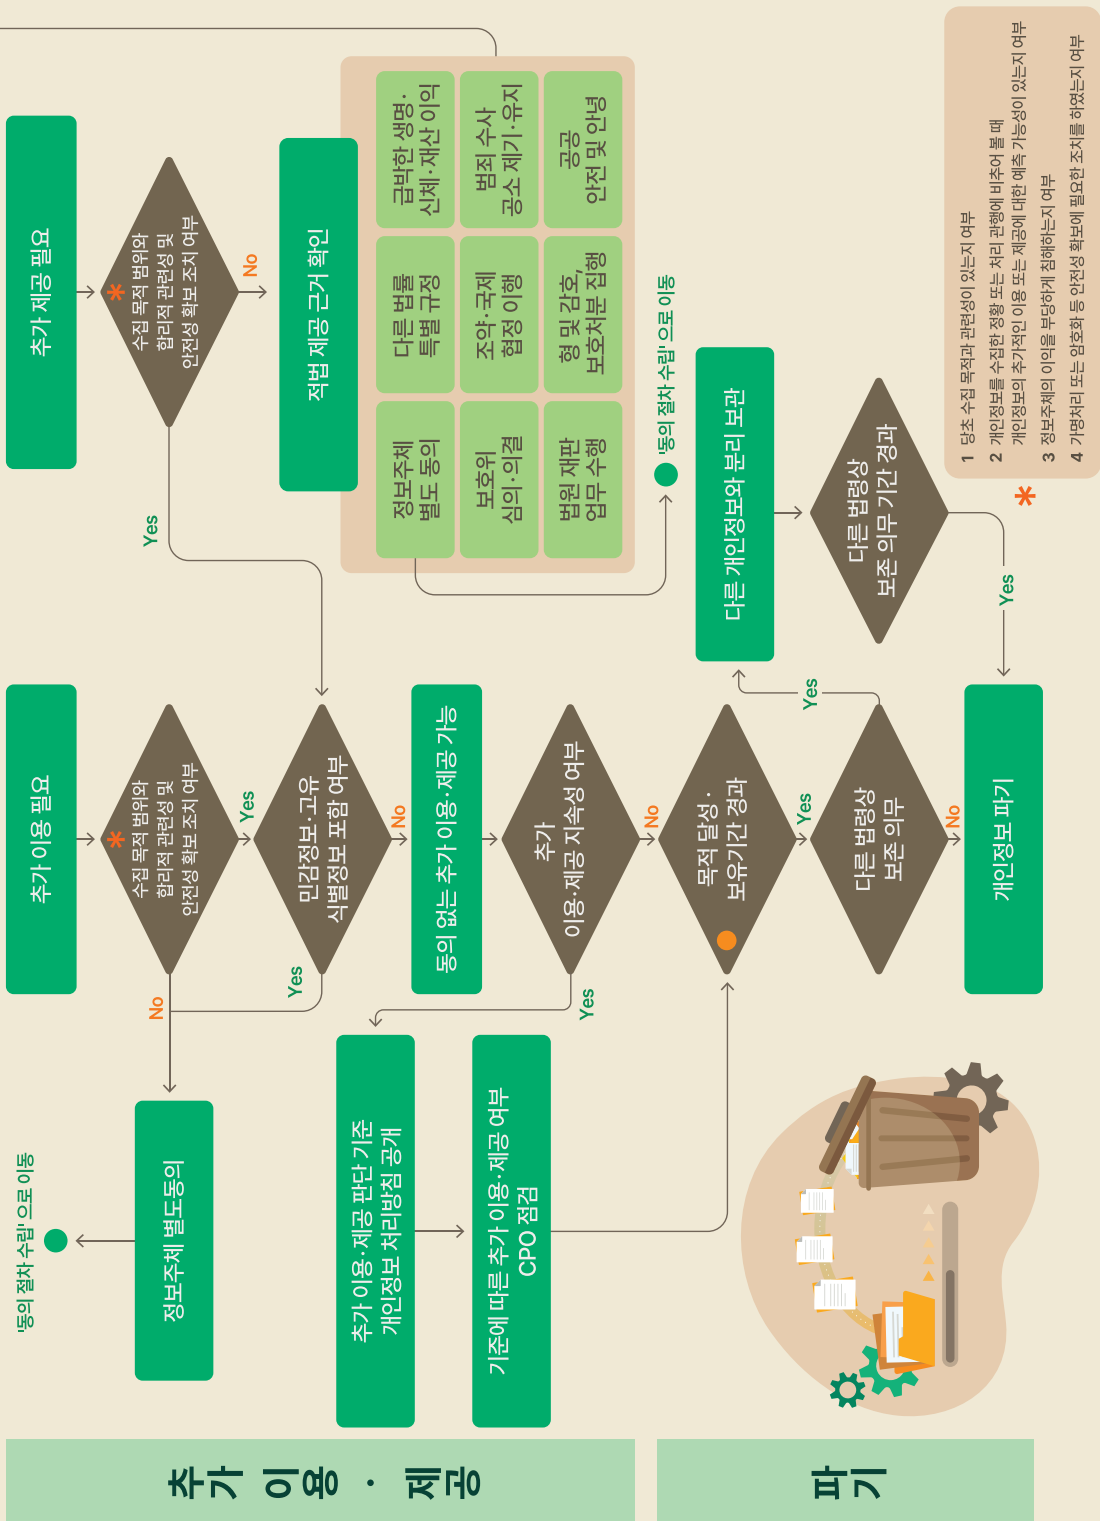 추가 이용 · 제공
'동의 절차 수립' 으로 이동
정보주체 별도동의
추가 이용 필요
추가 제공 필요
*
수집 목적 범위와
합리적 관련성 및
안전성 확보 조치 여부
No
Yes
*
수집 목적 범위와
합리적 관련성 및
안전성 확보 조치 여부
Yes
No
민감정보·고유
식별정보 포함 여부
Yes
No
적법 제공 근거 확인
정보주체
별도 동의
다른 법률
특별 규정
급박한 생명·
신체·재산 이익
보호위
심의·의결
조약·국제
협정 이행
범죄 수사
공소 제기·유지
법원 재판
업무 수행
형 및 감호,
보호처분 집행
공공
안전 및 안녕
'동의 절차 수립' 으로 이동
동의 없는 추가 이용·제공 가능
추가
이용·제공 지속성 여부
Yes
No
추가 이용·제공 판단 기준
개인정보 처리방침 공개
기준에 따른 추가 이용·제공 여부
CPO 점검
파기
목적 달성 ·
보유기간 경과
Yes
다른 법령상
보존 의무
Yes
No
다른 개인정보와 분리 보관
다른 법령상
보존 의무 기간 경과
Yes
개인정보 파기
*
1 당초 수집 목적과 관련성이 있는지 여부
2 개인정보를 수집한 정황 또는 처리 관행에 비추어 볼 때
개인정보의 추가적인 이용 또는 제공에 대한 예측 가능성이 있는지 여부
3 정보주체의 이익을 부당하게 침해하는지 여부
4 가명처리 또는 암호화 등 안전성 확보에 필요한 조치를 하였는지 여부